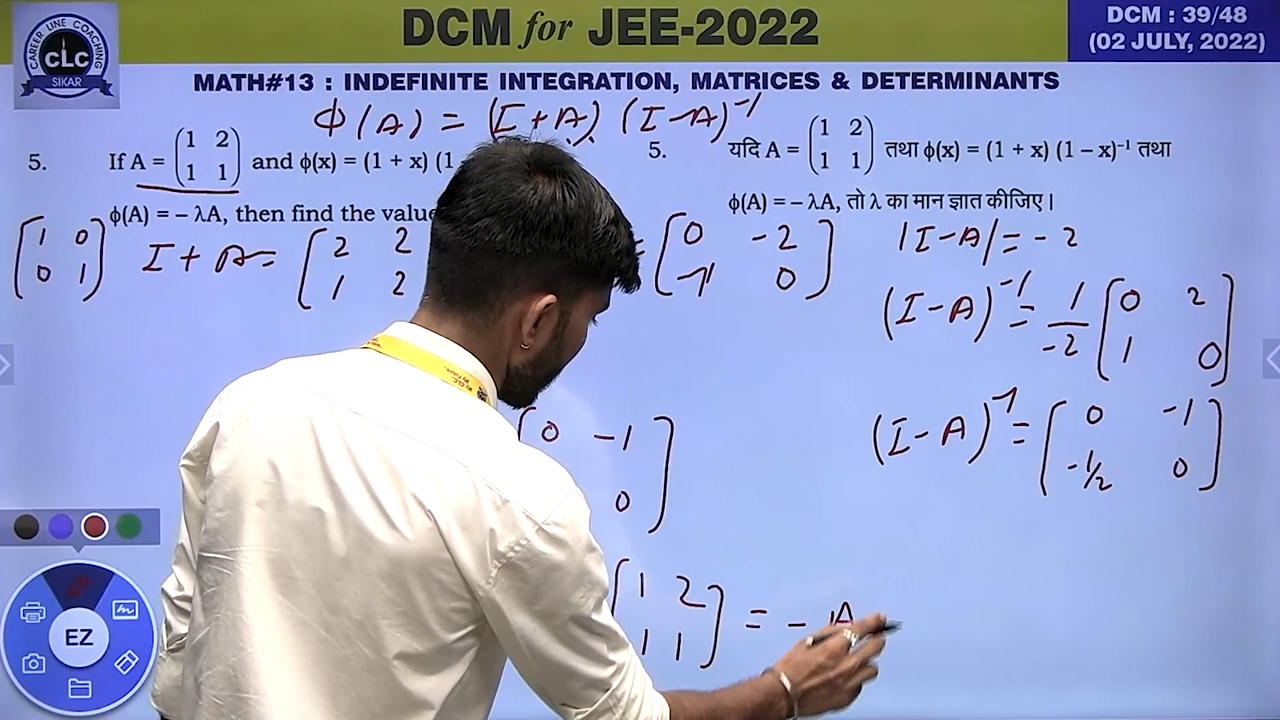 CAREER LINE COACHING
CLC
SIKAR
DCM for JEE-2022
DCM : 39/48
(02 JULY, 2022)
MATH#13 : INDEFINITE INTEGRATION, MATRICES & DETERMINANTS
ϕ(A) = (I+A) (I-A)⁻¹
5. If A = (1 2
1 1) and ϕ(x) = (1 + x) (1
ϕ(A) = – λA, then find the value
5. यदि A = (1 2
1 1) तथा ϕ(x) = (1 + x) (1 – x)⁻¹ तथा
ϕ(A) = – λA, तो λ का मान ज्ञात कीजिए।
[1 0
0 1] I+A= [2 2
1 2
= [0 -2
-1 0]
|I-A|=-2
(I-A)⁻¹ = 1/-2 [0 2
1 0]
(I-A)⁻¹ = [0 -1
-1/2 0]
[0 -1
0]
[1 2
1 1] = -A
EZ